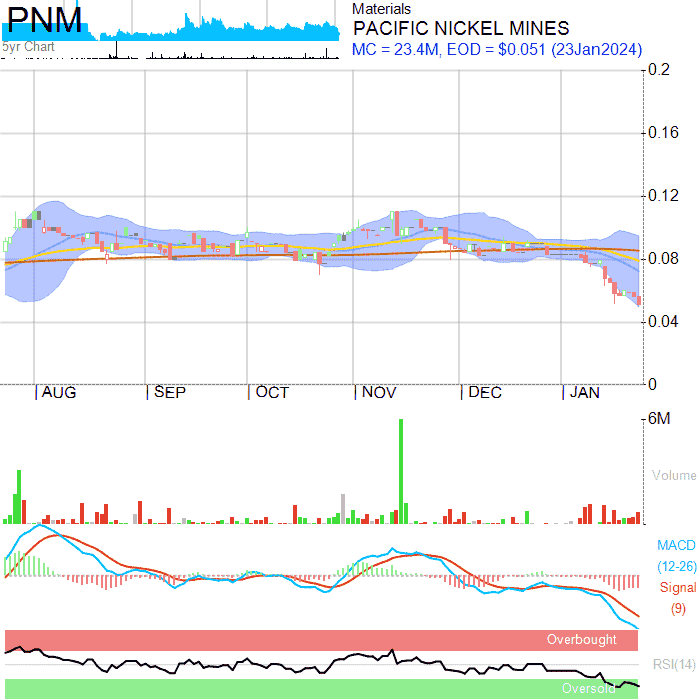 PNM
5yr Chart
Materials
PACIFIC NICKEL MINES
MC = 23.4M, EOD = $0.051 (23Jan2024)
0.2
0.16
0.12
0.08
0.04
0
AUG SEP OCT NOV DEC JAN
6M
Volume
MACD
(12-26)
Signal
(9)
Overbought
RSI(14)
Oversold